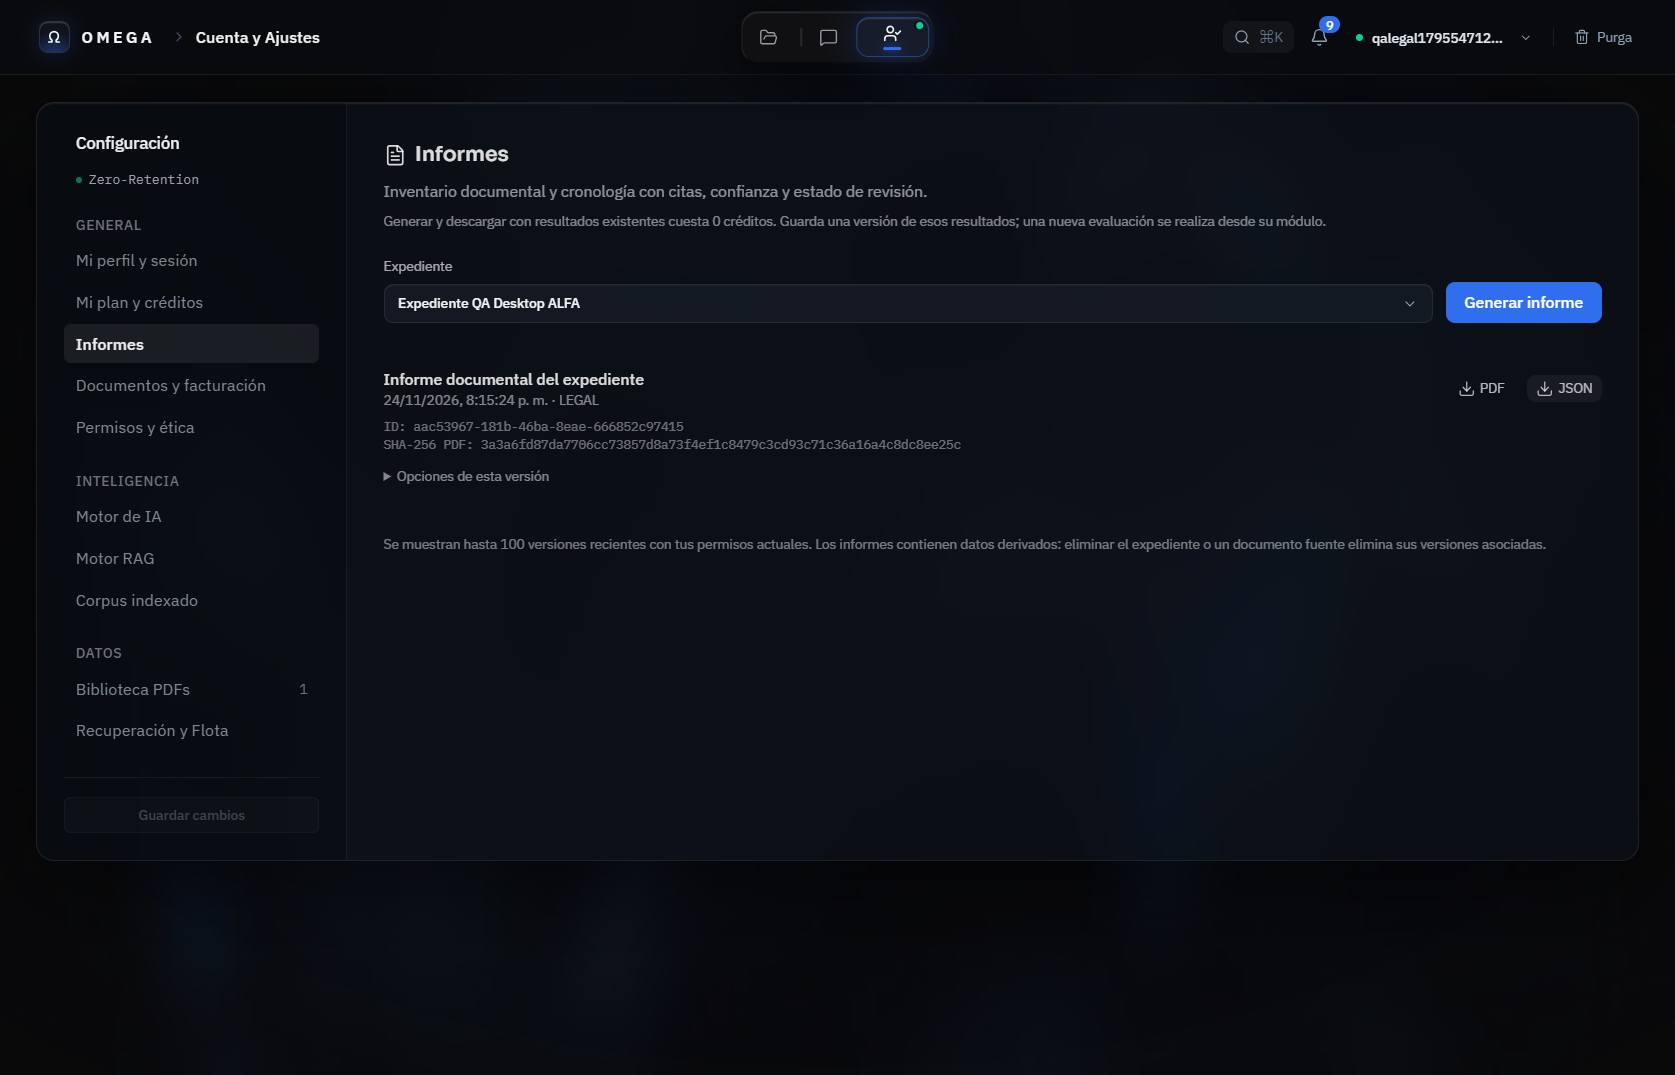 Ω OMEGA > Cuenta y Ajustes
⌘K
9
qalegal179554712...
Purga
Configuración
Zero-Retention
GENERAL
Mi perfil y sesión
Mi plan y créditos
Informes
Documentos y facturación
Permisos y ética
INTELIGENCIA
Motor de IA
Motor RAG
Corpus indexado
DATOS
Biblioteca PDFs 1
Recuperación y Flota
Guardar cambios
Informes
Inventario documental y cronología con citas, confianza y estado de revisión.
Generar y descargar con resultados existentes cuesta 0 créditos. Guarda una versión de esos resultados; una nueva evaluación se realiza desde su módulo.
Expediente
Expediente QA Desktop ALFA
Generar informe
Informe documental del expediente
24/11/2026, 8:15:24 p. m. · LEGAL
PDF
JSON
ID: aac53967-181b-46ba-8eae-666852c97415
SHA-256 PDF: 3a3a6fd87da7706cc73857d8a73f4ef1c8479c3cd93c71c36a16a4c8dc8ee25c
Opciones de esta versión
Se muestran hasta 100 versiones recientes con tus permisos actuales. Los informes contienen datos derivados: eliminar el expediente o un documento fuente elimina sus versiones asociadas.